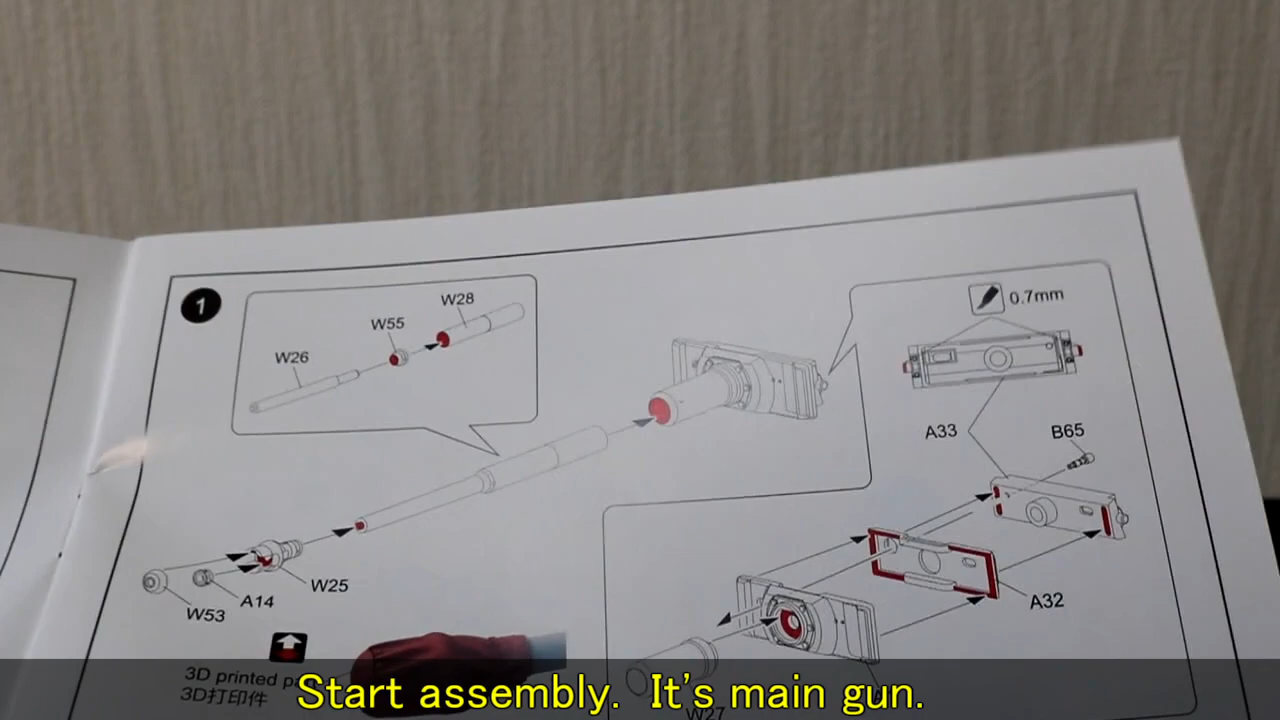 1
W28
W55
W26
0.7mm
A33
B65
W25
A14
W53
A32
3D printed
3D打印件
W27
Start assembly. It's main gun.